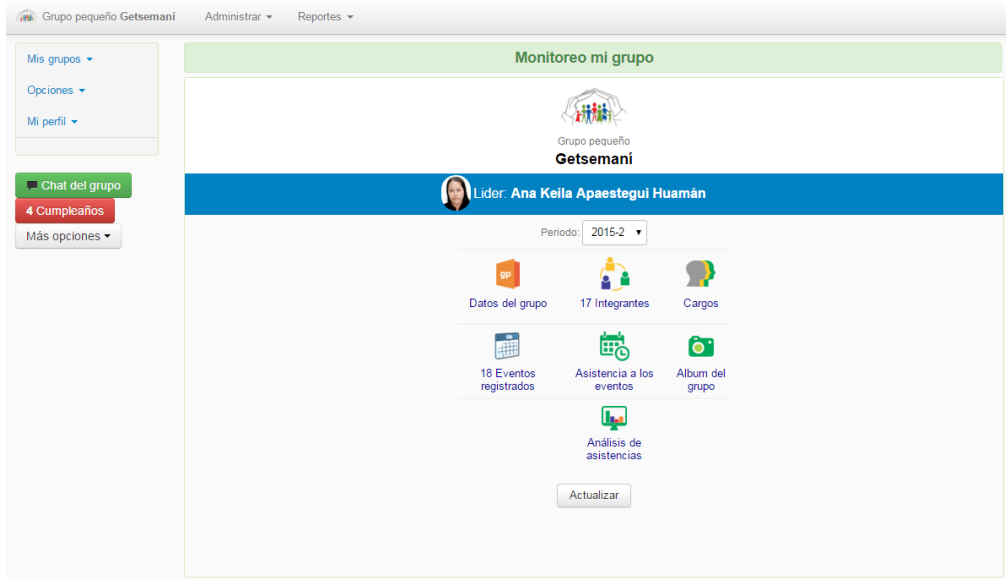 Grupo pequeño Getsemaní Administrar Reportes
Mis grupos
Opciones
Mi perfil
Chat del grupo
4 Cumpleaños
Más opciones
Monitoreo mi grupo
Grupo pequeño
Getsemaní
Lider: Ana Keila Apaestegui Huamán
Periodo: 2015-2
gp
Datos del grupo
17 Integrantes
Cargos
18 Eventos
registrados
Asistencia a los
eventos
Album del
grupo
Análisis de
asistencias
Actualizar